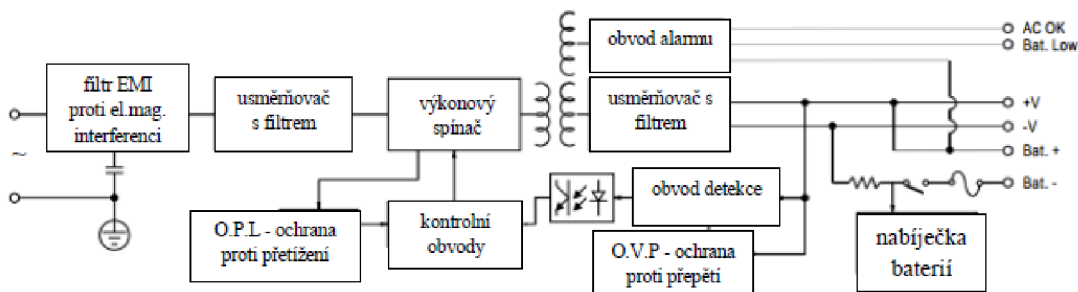 obvod alarmu
AC OK
Bat. Low
filtr EMI
proti el.mag.
interferenci
usměrňovač
s filtrem
výkonový
spínač
usměrňovač s
filtrem
+V
-V
Bat. +
Bat. -
~
O.P.L - ochrana
proti přetížení
kontrolní
obvody
obvod detekce
O.V.P - ochrana
proti přepětí
nabíječka
baterií